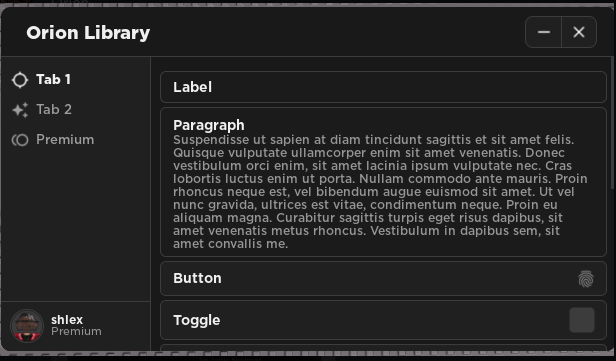 Orion Library
Tab 1
Tab 2
Premium
Label
Paragraph
Suspendisse ut sapien at diam tincidunt sagittis et sit amet felis.
Quisque vulputate ullamcorper enim sit amet venenatis. Donec
vestibulum orci enim, sit amet lacinia ipsum vulputate nec. Cras
lobortis luctus enim ut porta. Nullam commodo ante mauris. Proin
rhoncus neque est, vel bibendum augue euismod sit amet. Ut vel
nunc gravida, ultrices est vitae, condimentum neque. Proin eu
aliquam magna. Curabitur sagittis turpis eget risus dapibus, sit
amet venenatis metus rhoncus. Vestibulum in dapibus sem, sit
amet convallis me.
Button
Toggle
shlex
Premium